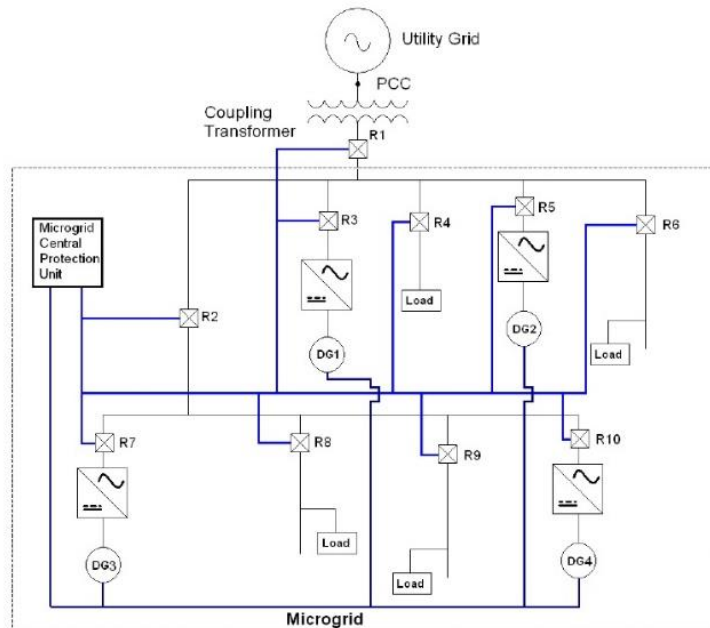 Utility Grid
PCC
Coupling
Transformer
R1
Microgrid
Central
Protection
Unit
R3
R4
R5
R6
Load
R2
DG1
DG2
Load
R7
R8
R9
R10
Load
DG3
Load
DG4
Microgrid